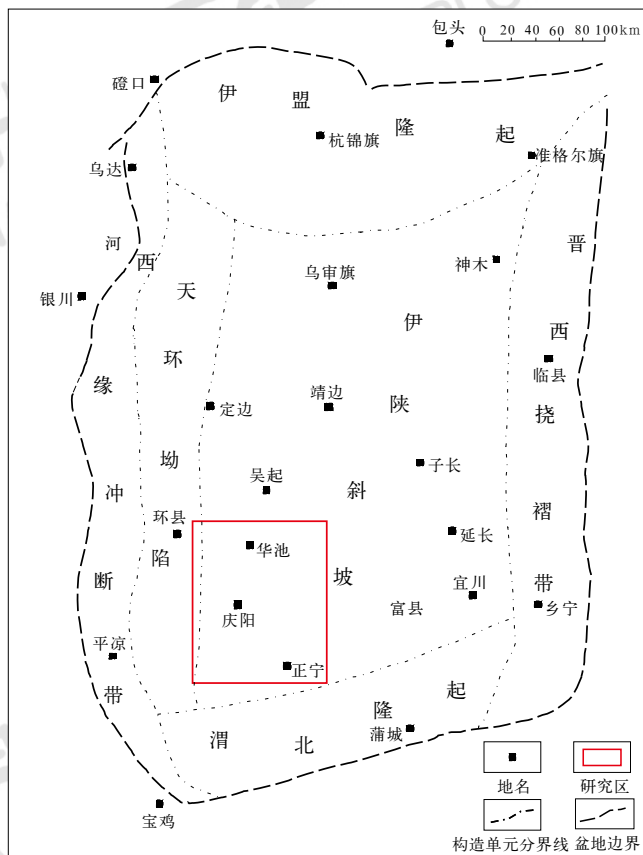 包头
0 20 40 60 80 100km
磴口
伊盟隆起
杭锦旗
准格尔旗
乌达
河西缘冲断带
银川
天环坳陷
乌审旗
神木
伊陕斜坡
晋西挠褶带
临县
定边
靖边
子长
吴起
环县
华池
延长
庆阳
富县
宜川
乡宁
平凉
正宁
渭北隆起
蒲城
宝鸡
地名
研究区
构造单元分界线
盆地边界